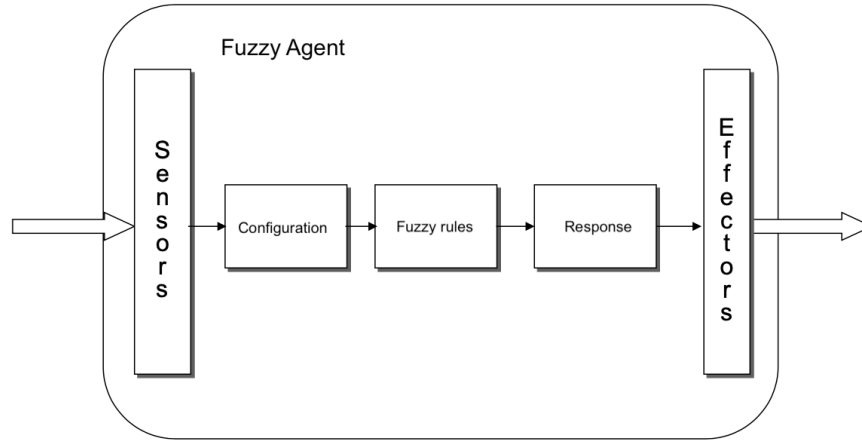 Fuzzy Agent
Sensors
Configuration
Fuzzy rules
Response
Effectors